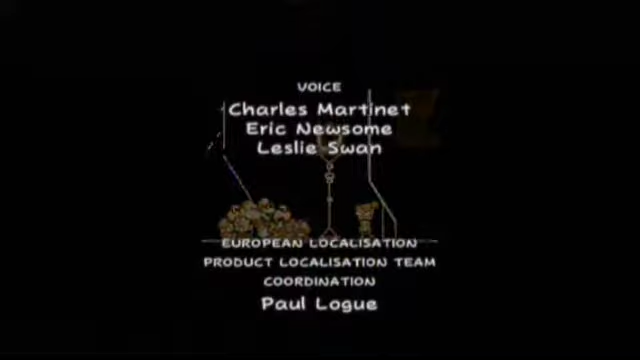 VOICE
Charles Martinet
Eric Newsome
Leslie Swan
EUROPEAN LOCALISATION
PRODUCT LOCALISATION TEAM
COORDINATION
Paul Logue